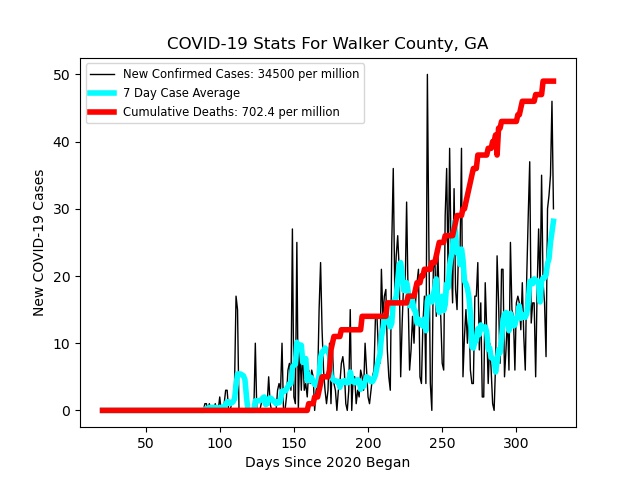 COVID-19 Stats For Walker County, GA
New Confirmed Cases: 34500 per million
7 Day Case Average
Cumulative Deaths: 702.4 per million
New COVID-19 Cases
50
40
30
20
10
0
50 100 150 200 250 300
Days Since 2020 Began